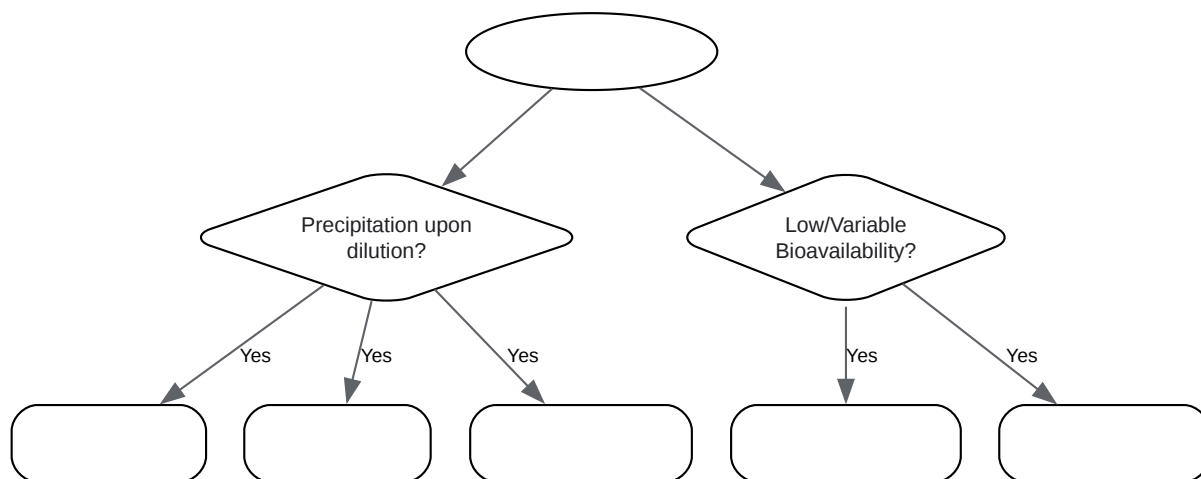 Precipitation upon
dilution?
Low/Variable
Bioavailability?
Yes
Yes
Yes
Yes
Yes